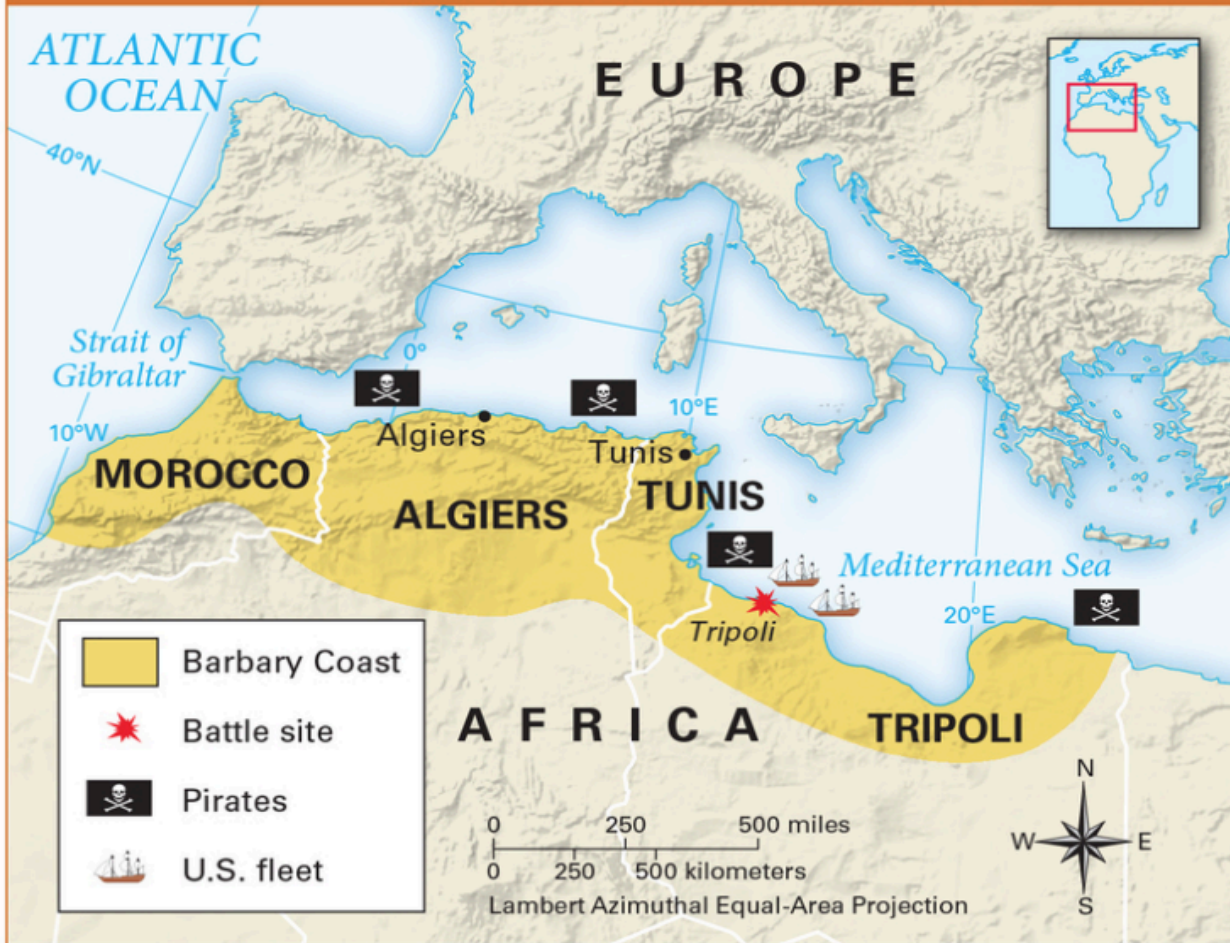 ATLANTIC
OCEAN
EUROPE
40°N
Strait of
Gibraltar
0°
10°W
10°E
Algiers
Tunis
MOROCCO
ALGIERS
TUNIS
Mediterranean Sea
20°E
Tripoli
AFRICA
TRIPOLI
Barbary Coast
Battle site
Pirates
U.S. fleet
0 250 500 miles
0 250 500 kilometers
Lambert Azimuthal Equal-Area Projection
N
W E
S